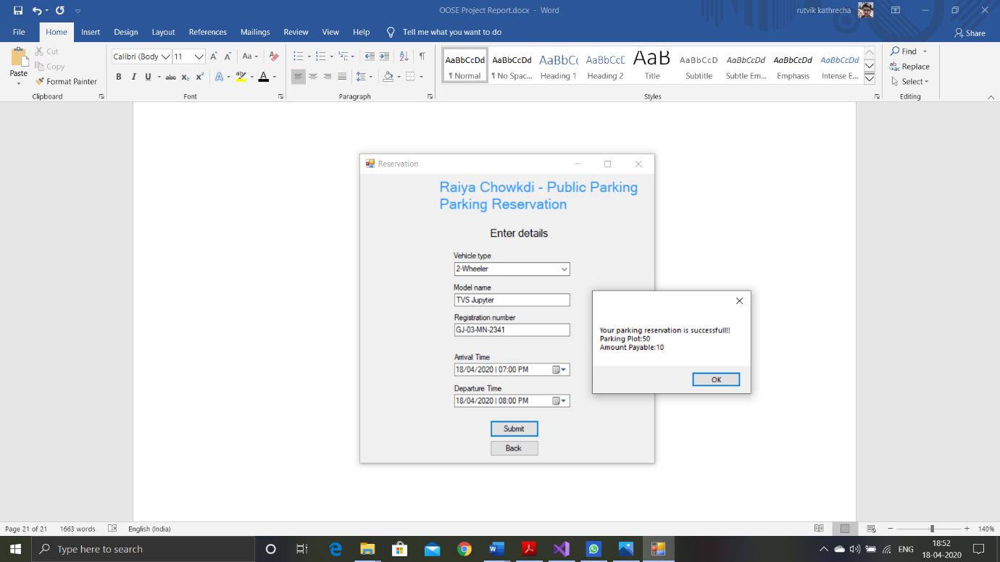 OOSE Project Report.docx - Word
rutvik kathrecha
File Home Insert Design Layout References Mailings Review View Help Tell me what you want to do
Share
Paste
Cut
Copy
Format Painter
Clipboard
Calibri (Body 11
Aa
B I U abc x₂ x² A aby A
Font
Paragraph
AaBbCcDd AaBbCcDd AaBbC( AaBbCcE AaB AaBbCcD AaBbCcDd AaBbCcDd AaBbCcDd
¶ Normal ¶ No Spac... Heading 1 Heading 2 Title Subtitle Subtle Em... Emphasis Intense E...
Styles
Find
Replace
Select
Editing
Reservation
Raiya Chowkdi - Public Parking
Parking Reservation
Enter details
Vehicle type
2-Wheeler
Model name
TVS Jupyter
Registration number
GJ-03-MN-2341
Arrival Time
18/04/2020 | 07:00 PM
Departure Time
18/04/2020 | 08:00 PM
Submit
Back
Your parking reservation is successfull!!
Parking Plot:50
Amount Payable:10
OK
Page 21 of 21 1663 words English (India)
140%
Type here to search
ENG
18:52
18-04-2020